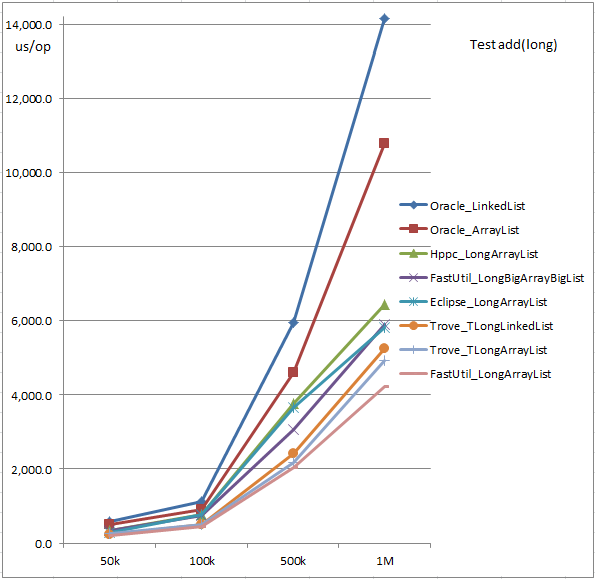 14,000.0
us/op
Test add(long)
12,000.0
10,000.0
8,000.0
6,000.0
4,000.0
2,000.0
0.0
Oracle_LinkedList
Oracle_ArrayList
Hppc_LongArrayList
FastUtil_LongBigArrayBigList
Eclipse_LongArrayList
Trove_TLongLinkedList
Trove_TLongArrayList
FastUtil_LongArrayList
50k
100k
500k
1M